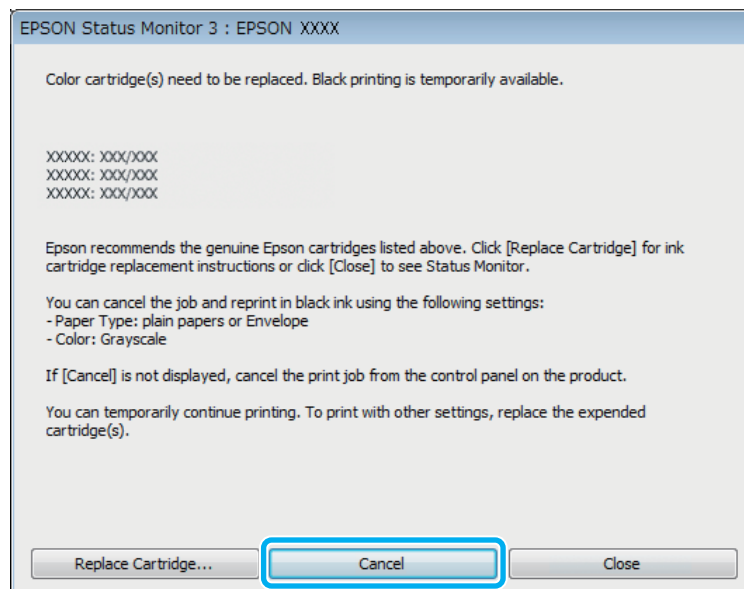 EPSON Status Monitor 3 : EPSON XXXX
Color cartridge(s) need to be replaced. Black printing is temporarily available.
XXXXX: XXX/XXX
XXXXX: XXX/XXX
XXXXX: XXX/XXX
Epson recommends the genuine Epson cartridges listed above. Click [Replace Cartridge] for ink
cartridge replacement instructions or click [Close] to see Status Monitor.
You can cancel the job and reprint in black ink using the following settings:
- Paper Type: plain papers or Envelope
- Color: Grayscale
If [Cancel] is not displayed, cancel the print job from the control panel on the product.
You can temporarily continue printing. To print with other settings, replace the expended
cartridge(s).
Replace Cartridge... Cancel Close